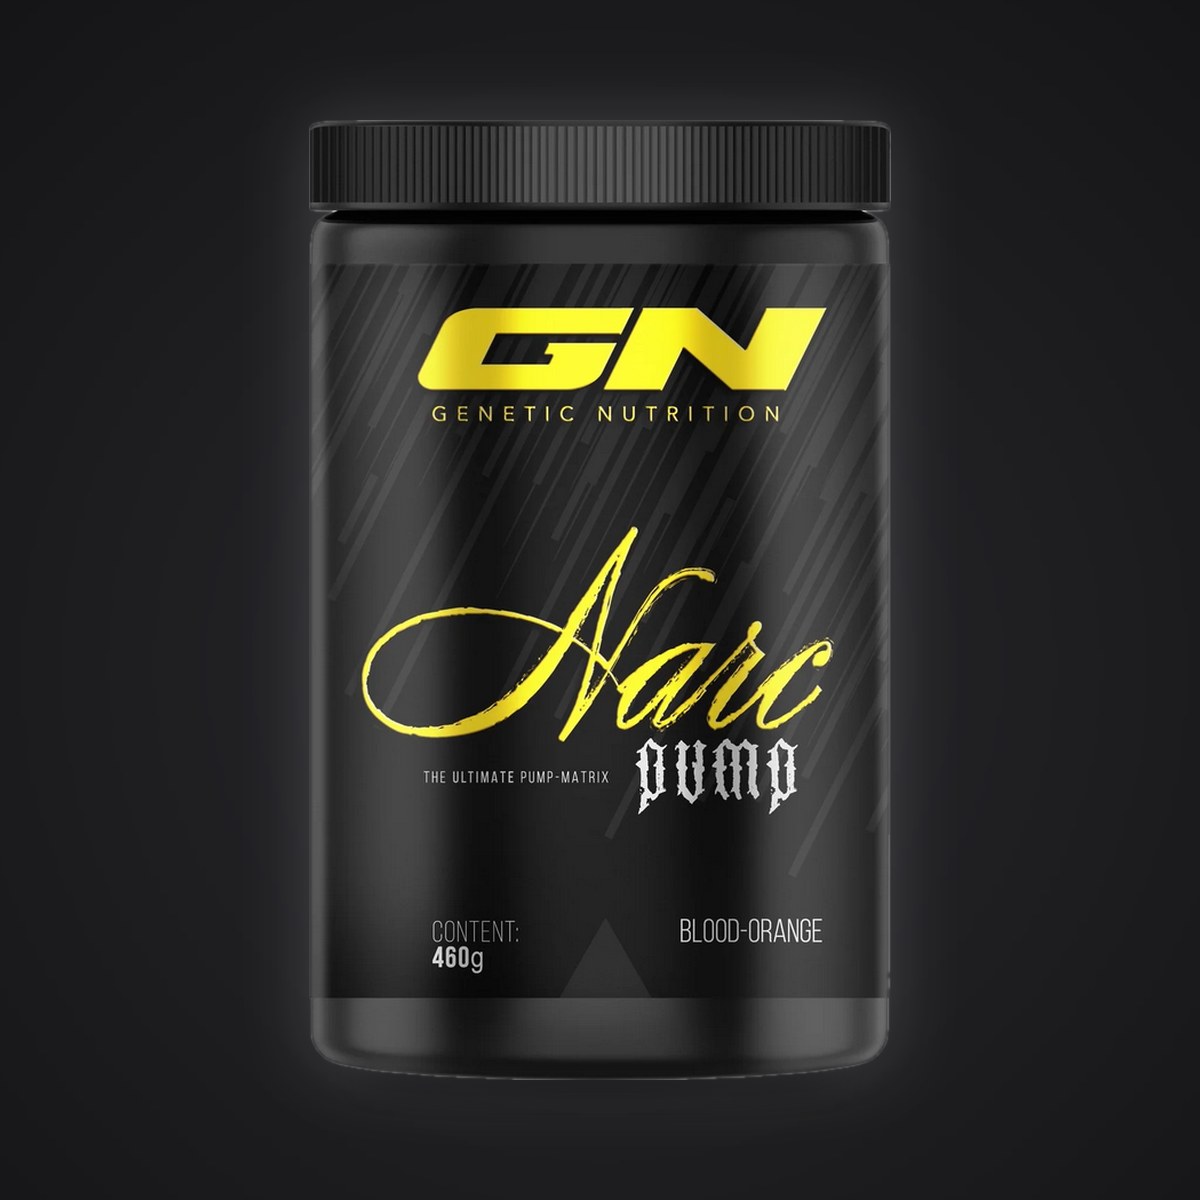 GN
GENETIC NUTRITION
Narc
pump
THE ULTIMATE PUMP-MATRIX
CONTENT:
460g
BLOOD-ORANGE